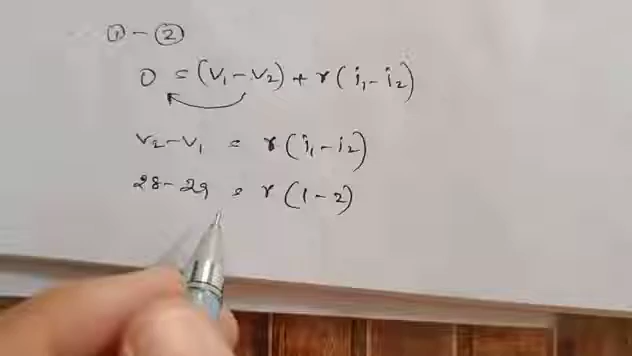 ① - ②
0 = (V₁ - V₂) + r (i₁ - i₂)
V₂ - V₁ = r (i₁ - i₂)
28 - 29 = r (1 - 2)